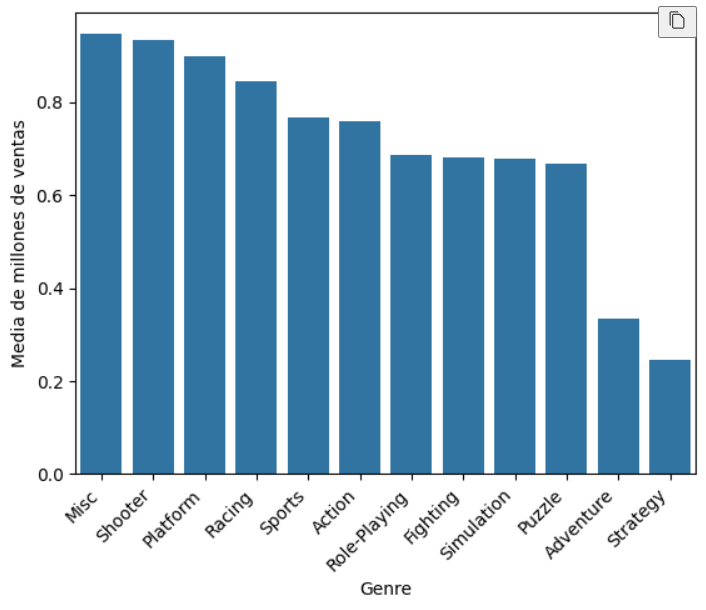 Media de millones de ventas
0.8
0.6
0.4
0.2
0.0
Misc
Shooter
Platform
Racing
Sports
Action
Role-Playing
Fighting
Simulation
Puzzle
Adventure
Strategy
Genre